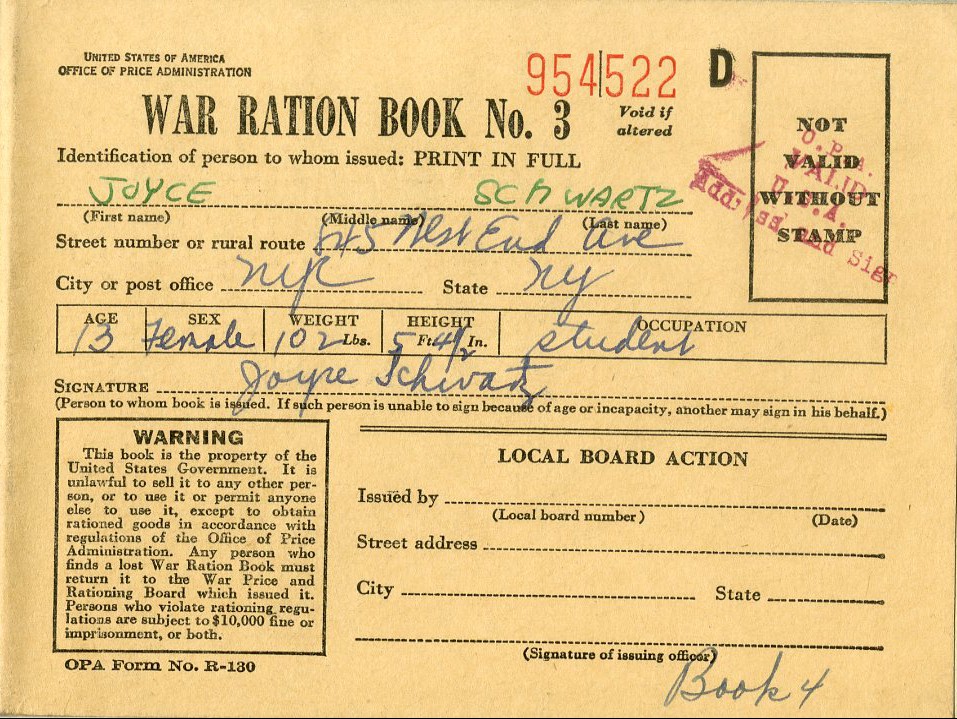 UNITED STATES OF AMERICA
OFFICE OF PRICE ADMINISTRATION
954522 D
WAR RATION BOOK No. 3 Void if altered
Identification of person to whom issued: PRINT IN FULL
JOYCE SCHWARTZ
(First name) (Middle name) (Last name)
Street number or rural route West End Ave
City or post office NYC State NY
AGE SEX WEIGHT HEIGHT OCCUPATION
13 Female 102 Lbs. 5 Ft. 4 1/2 In. student
SIGNATURE Joyce Schwartz
(Person to whom book is issued. If such person is unable to sign because of age or incapacity, another may sign in his behalf.)
NOT
VALID
WITHOUT
STAMP
O.P.A.
VALID
U.S.A.
Add. and Sign
WARNING
This book is the property of the
United States Government. It is
unlawful to sell it to any other per-
son, or to use it or permit anyone
else to use it, except to obtain
rationed goods in accordance with
regulations of the Office of Price
Administration. Any person who
finds a lost War Ration Book must
return it to the War Price and
Rationing Board which issued it.
Persons who violate rationing regu-
lations are subject to $10,000 fine or
imprisonment, or both.
OPA Form No. R-130
LOCAL BOARD ACTION
Issued by
(Local board number) (Date)
Street address
City State
(Signature of issuing officer)
Book 4